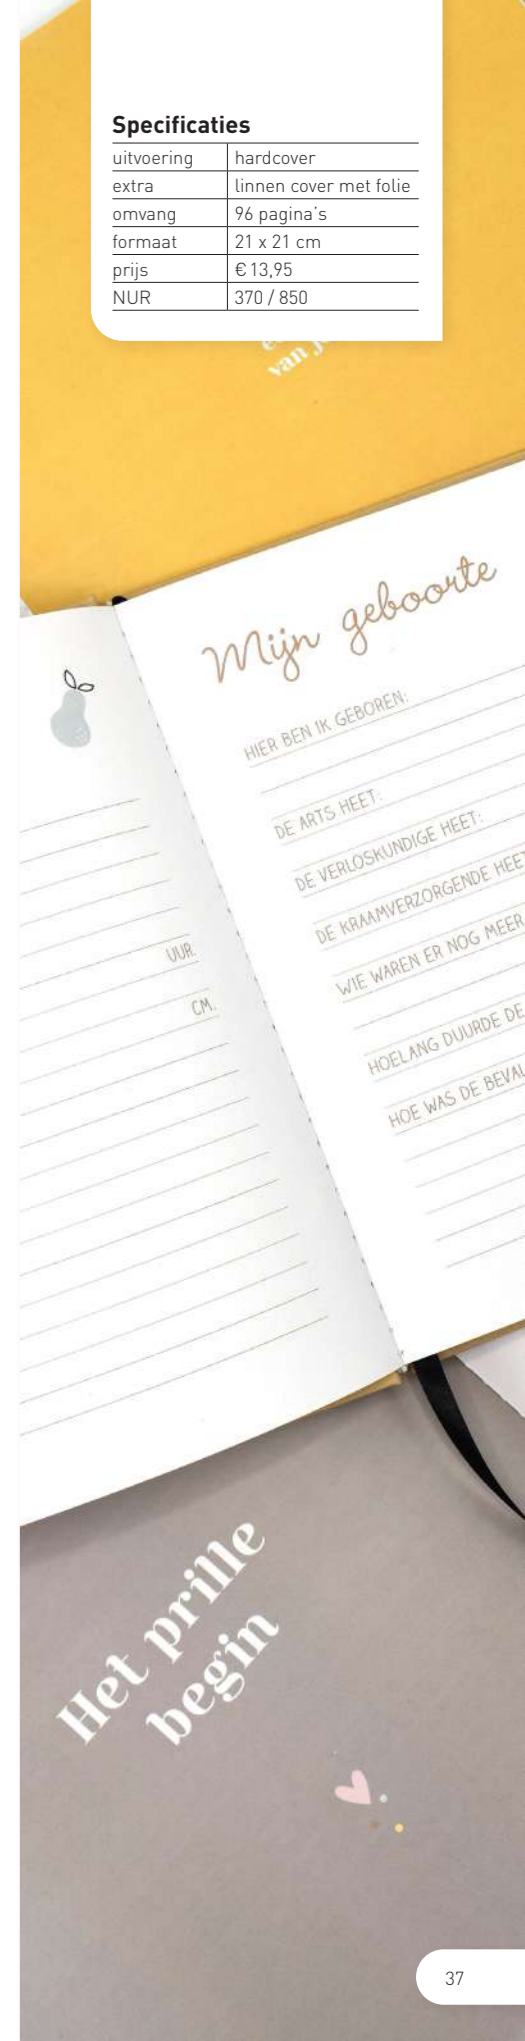 Specificaties
uitvoering hardcover
extra linnen cover met folie
omvang 96 pagina's
formaat 21 x 21 cm
prijs € 13,95
NUR 370 / 850
van
Mijn geboorte
HIER BEN IK GEBOREN:
DE ARTS HEET:
DE VERLOSKUNDIGE HEET:
DE KRAAMVERZORGENDE HEET
WIE WAREN ER NOG MEER
HOELANG DUURDE DE
HOE WAS DE BEVAL
UUR.
CM.
Het prille
begin
37